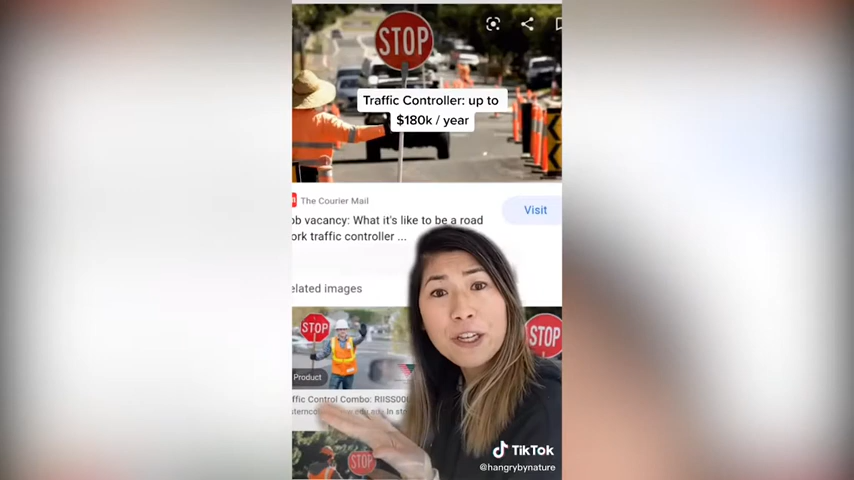 STOP
Traffic Controller: up to
$180k / year
The Courier Mail
ob vacancy: What it's like to be a road
ork traffic controller ...
Visit
elated images
STOP
STOP
Product
ffic Control Combo:
STOP
TikTok
@hangrybynature